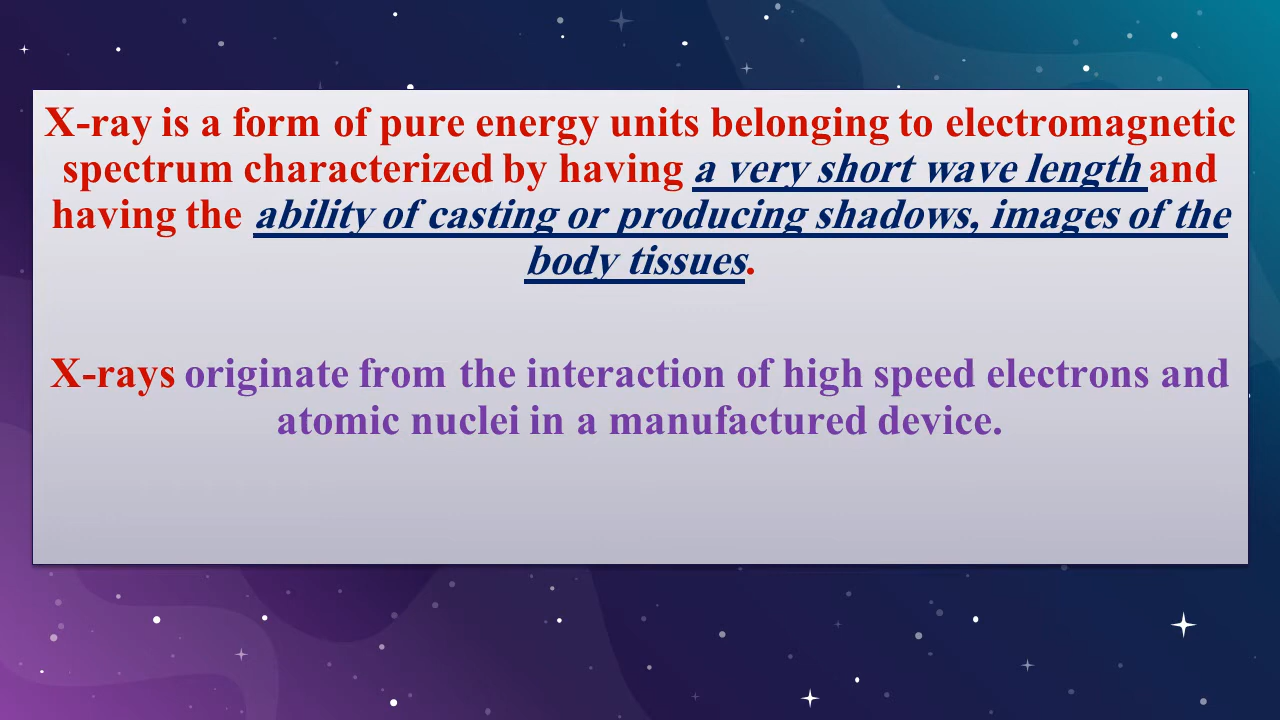 X-ray is a form of pure energy units belonging to electromagnetic
spectrum characterized by having a very short wave length and
having the ability of casting or producing shadows, images of the
body tissues.
X-rays originate from the interaction of high speed electrons and
atomic nuclei in a manufactured device.